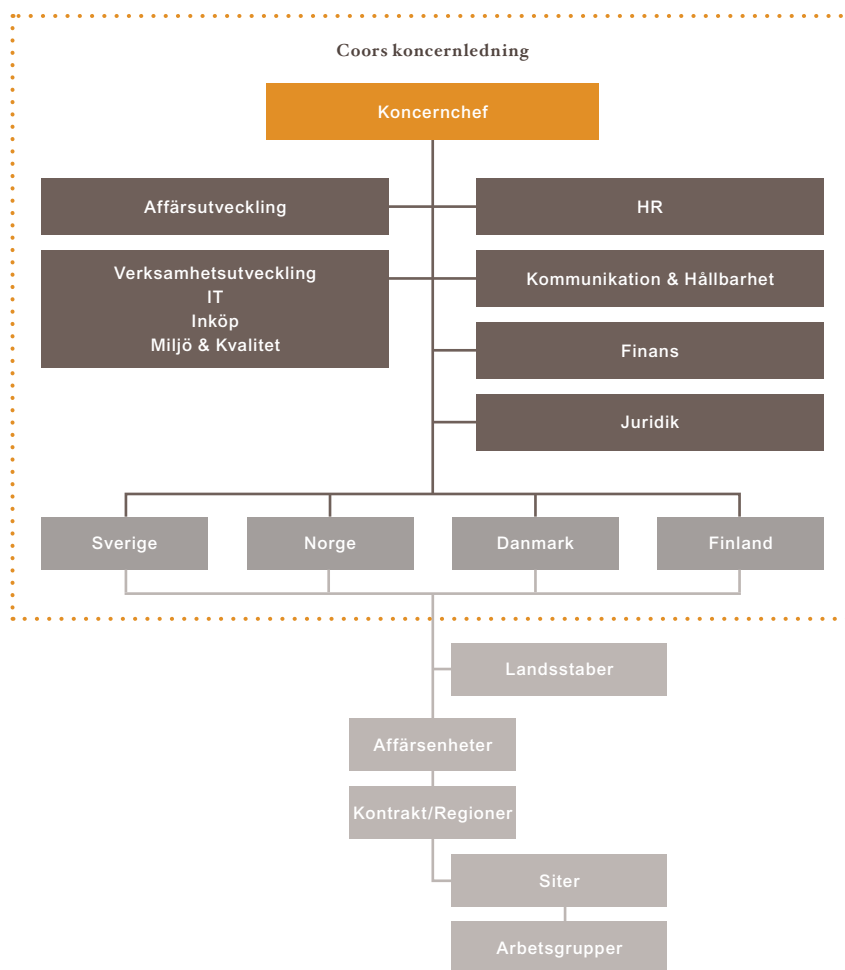 Coors koncernledning
Koncernchef
Affärsutveckling
HR
Verksamhetsutveckling
IT
Inköp
Miljö & Kvalitet
Kommunikation & Hållbarhet
Finans
Juridik
Sverige
Norge
Danmark
Finland
Landsstaber
Affärsenheter
Kontrakt/Regioner
Siter
Arbetsgrupper